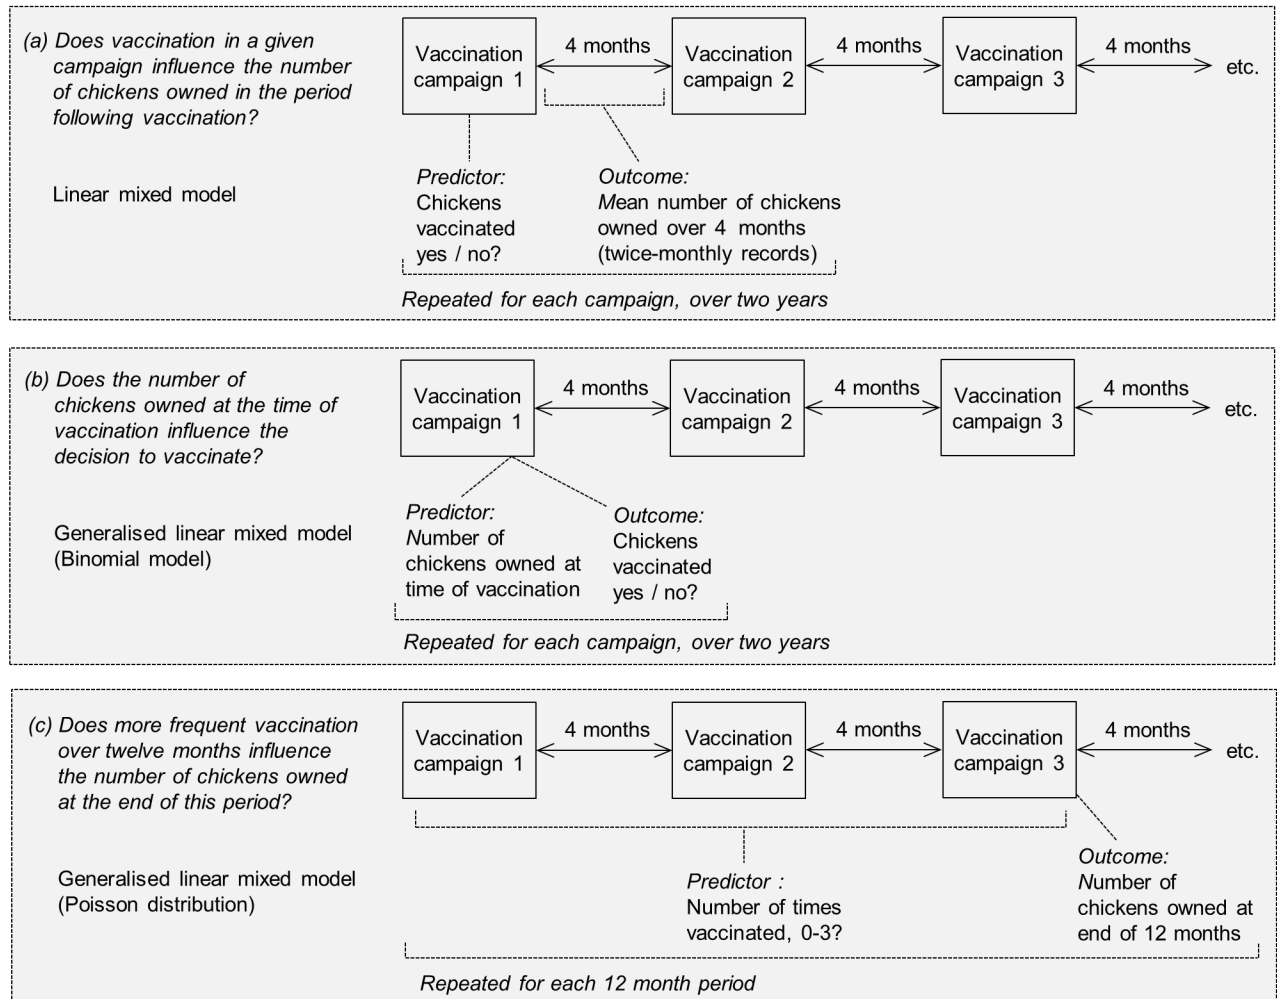 (a) Does vaccination in a given
campaign influence the number
of chickens owned in the period
following vaccination?
Linear mixed model
Vaccination
campaign 1
4 months
Vaccination
campaign 2
4 months
Vaccination
campaign 3
4 months
etc.
Predictor:
Chickens
vaccinated
yes / no?
Outcome:
Mean number of chickens
owned over 4 months
(twice-monthly records)
Repeated for each campaign, over two years
(b) Does the number of
chickens owned at the time of
vaccination influence the
decision to vaccinate?
Generalised linear mixed model
(Binomial model)
Vaccination
campaign 1
4 months
Vaccination
campaign 2
4 months
Vaccination
campaign 3
4 months
etc.
Predictor:
Number of
chickens owned at
time of vaccination
Outcome:
Chickens
vaccinated
yes / no?
Repeated for each campaign, over two years
(c) Does more frequent vaccination
over twelve months influence
the number of chickens owned
at the end of this period?
Generalised linear mixed model
(Poisson distribution)
Vaccination
campaign 1
4 months
Vaccination
campaign 2
4 months
Vaccination
campaign 3
4 months
etc.
Predictor :
Number of times
vaccinated, 0-3?
Outcome:
Number of
chickens owned at
end of 12 months
Repeated for each 12 month period